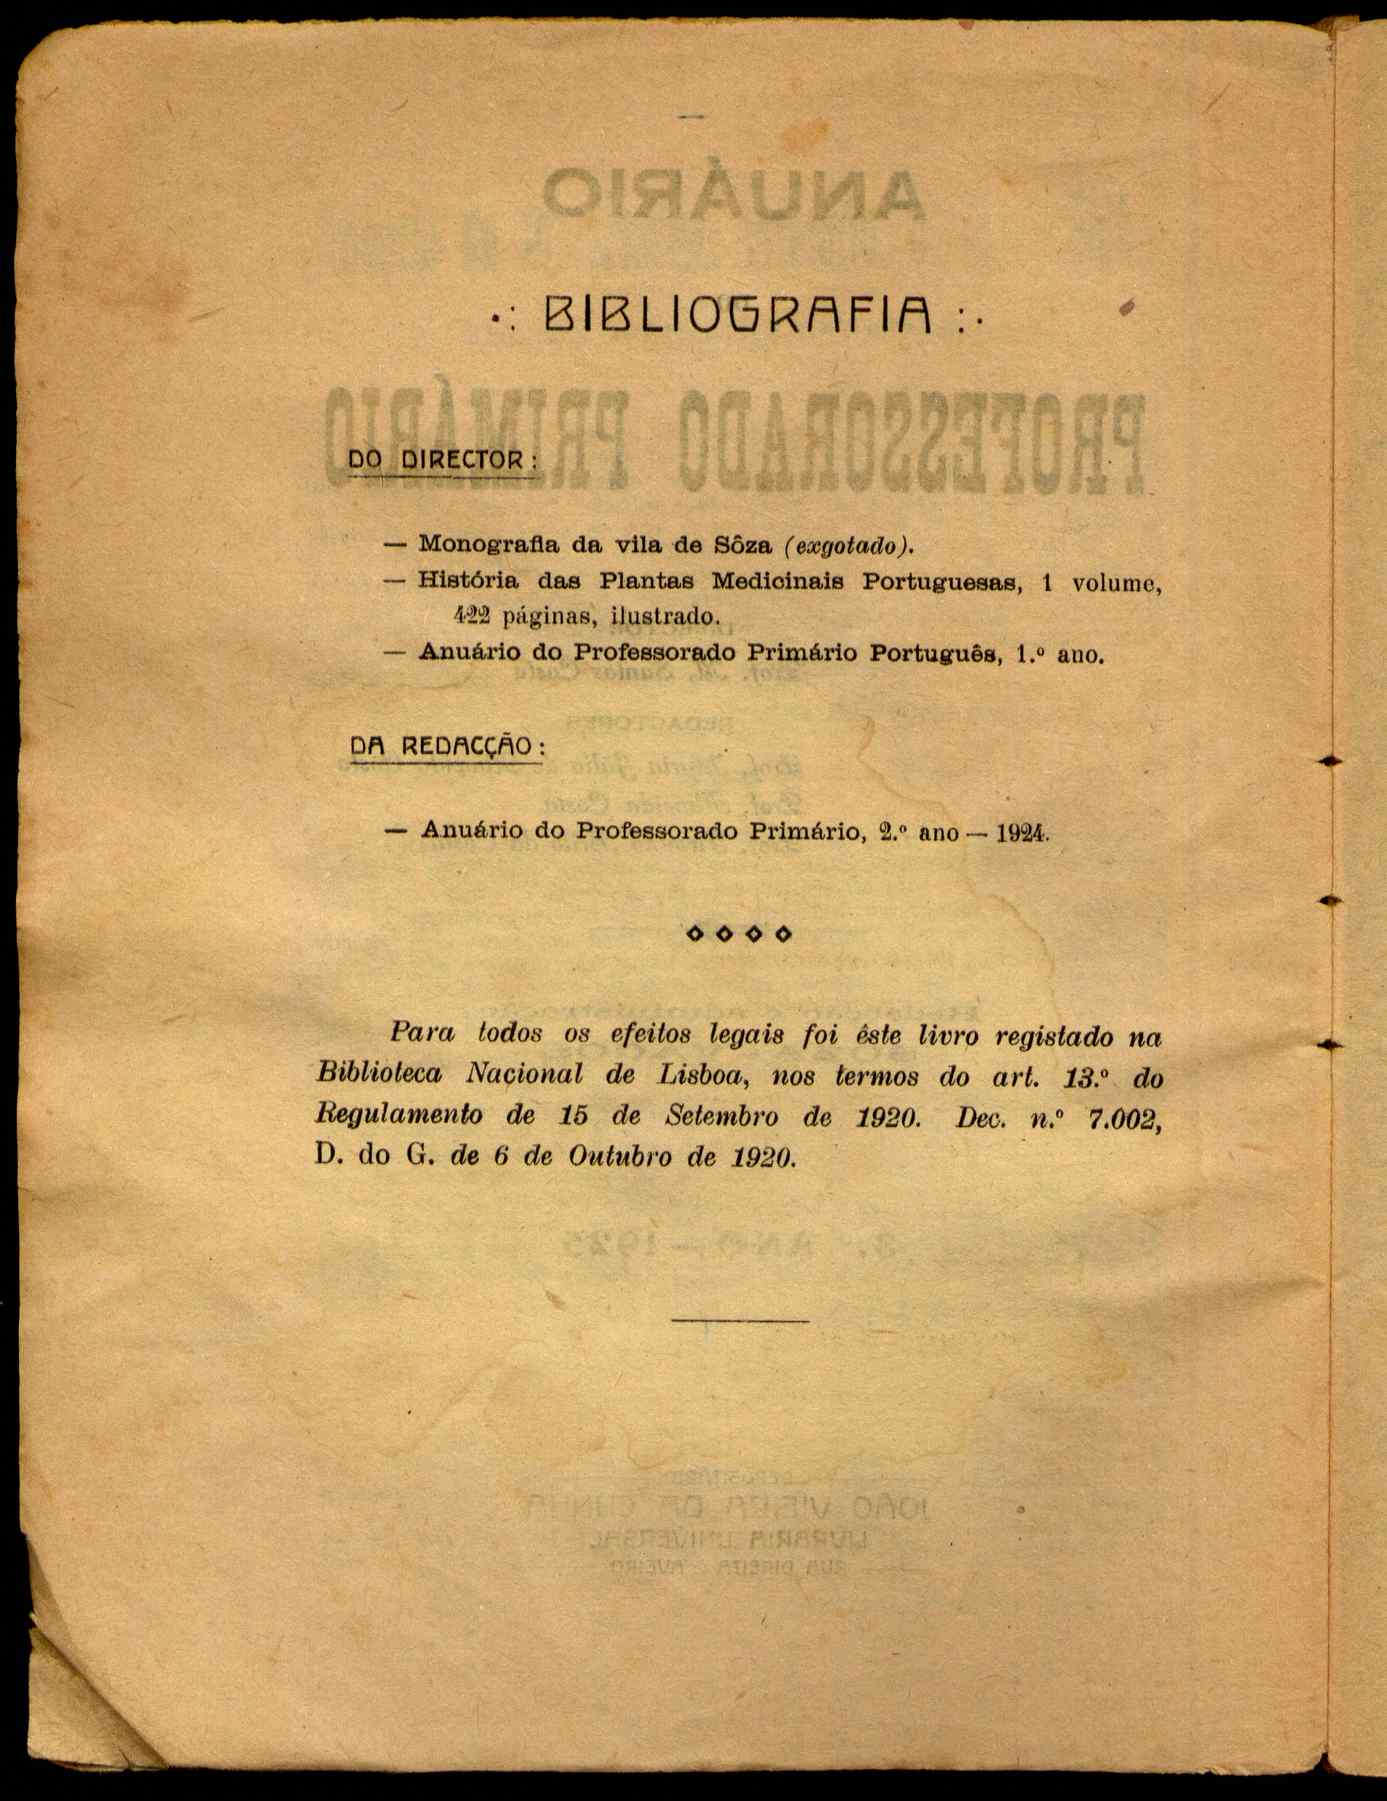 .: BIBLIOGRAFIA :.
DO DIRECTOR:
— Monografia da vila de Sôza (exgotado).
— História das Plantas Medicinais Portuguesas, 1 volume,
422 páginas, ilustrado.
— Anuário do Professorado Primário Português, 1.º ano.
DA REDACÇÃO:
— Anuário do Professorado Primário, 2.º ano — 1924.
Para todos os efeitos legais foi êste livro registado na
Biblioteca Nacional de Lisboa, nos termos do art. 13.º do
Regulamento de 15 de Setembro de 1920. Dec. n.º 7.002,
D. do G. de 6 de Outubro de 1920.